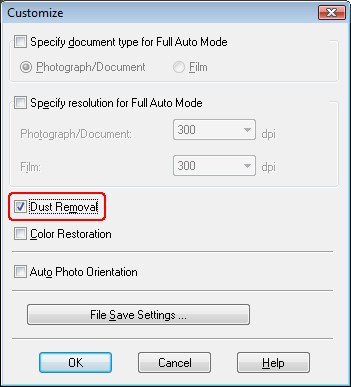 Customize
Specify document type for Full Auto Mode
Photograph/Document Film
Specify resolution for Full Auto Mode
Photograph/Document: 300 dpi
Film: 300 dpi
Dust Removal
Color Restoration
Auto Photo Orientation
File Save Settings ...
OK Cancel Help